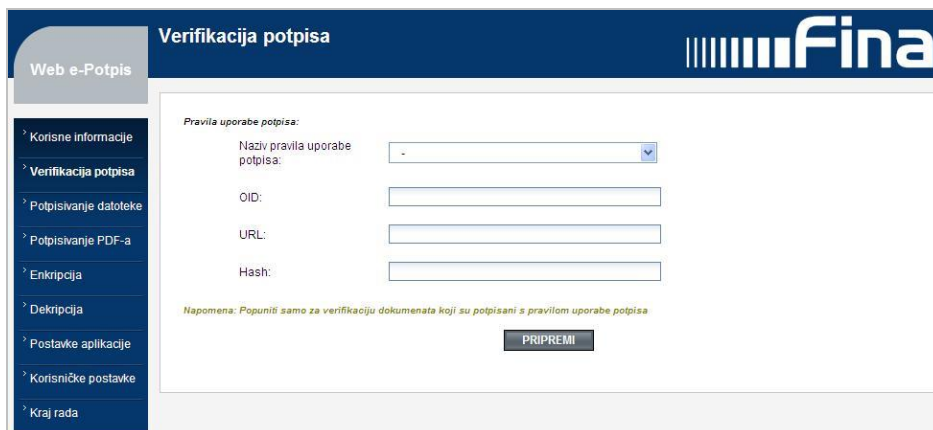 Verifikacija potpisa
Fina
Web e-Potpis
Korisne informacije
Verifikacija potpisa
Potpisivanje datoteke
Potpisivanje PDF-a
Enkripcija
Dekripcija
Postavke aplikacije
Korisničke postavke
Kraj rada
Pravila uporabe potpisa:
Naziv pravila uporabe
potpisa:
-
OID:
URL:
Hash:
Napomena: Popuniti samo za verifikaciju dokumenata koji su potpisani s pravilom uporabe potpisa
PRIPREMI